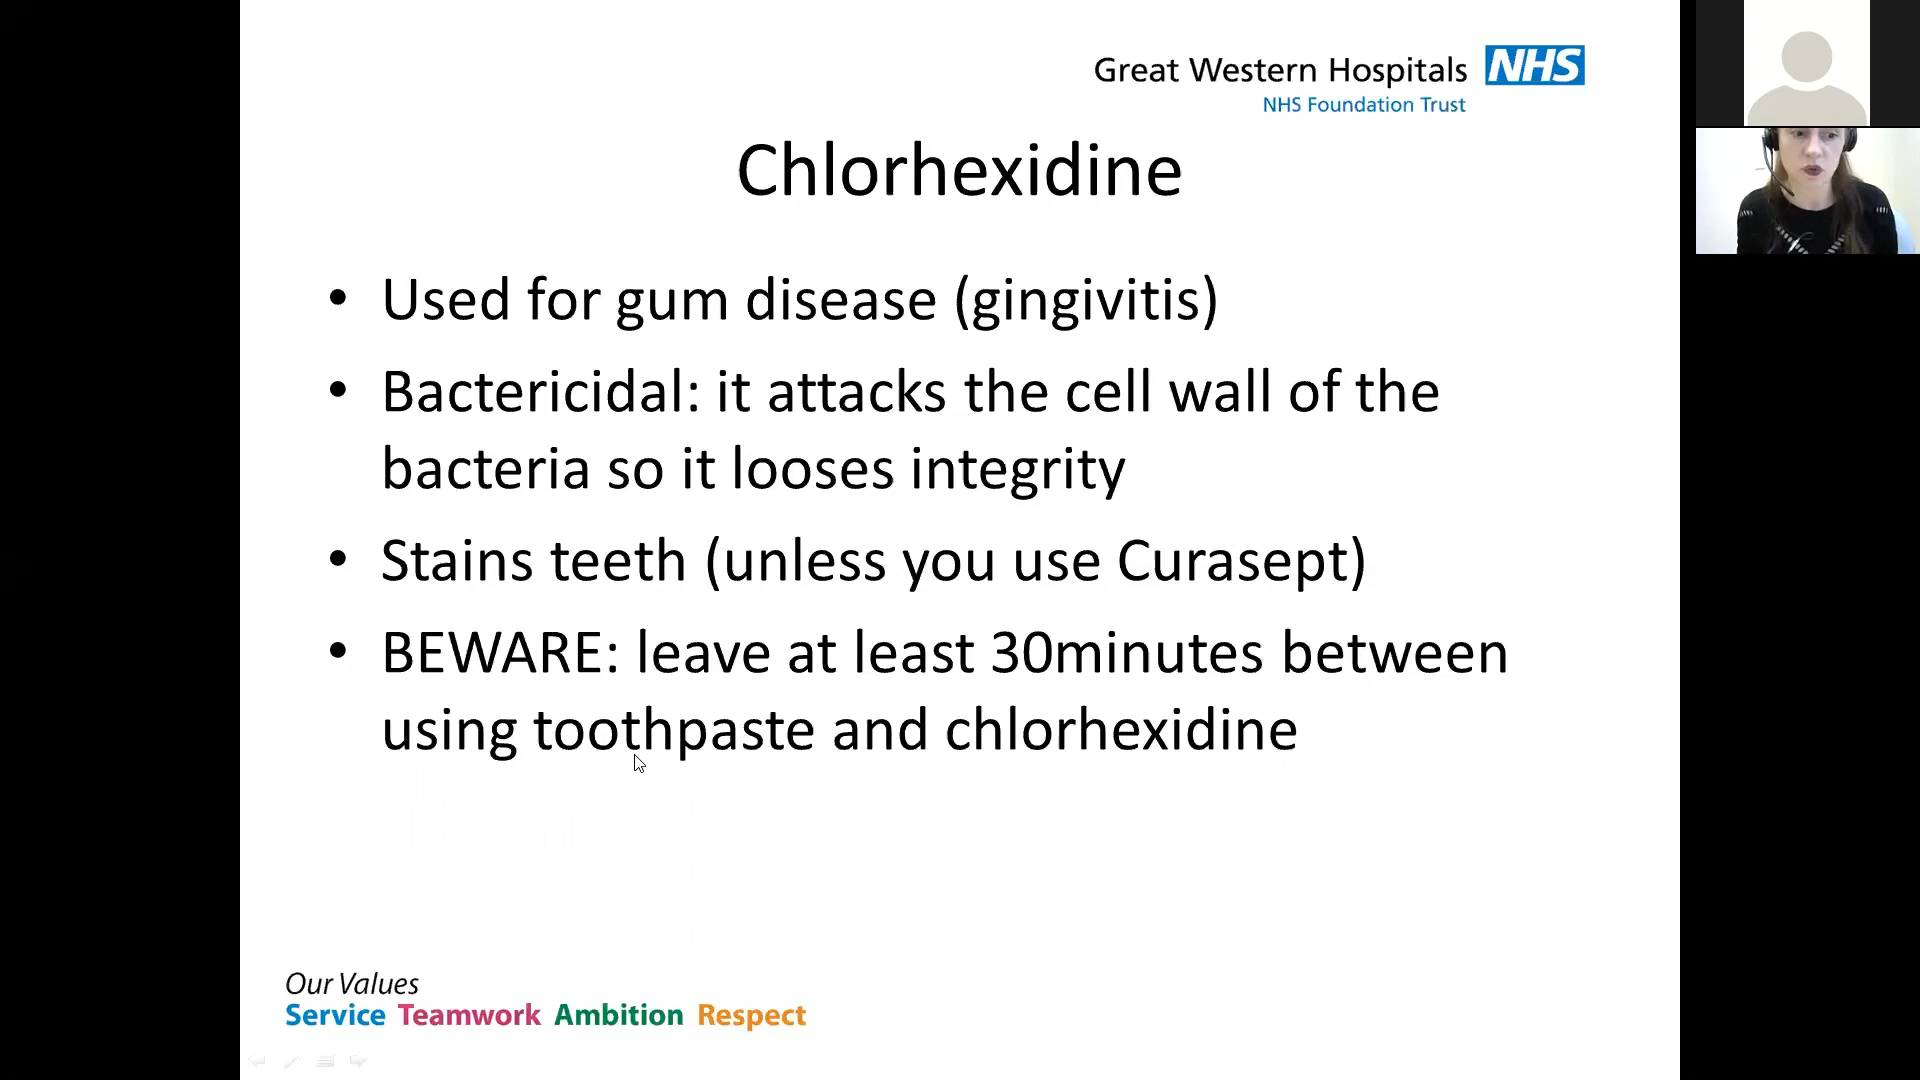 Great Western Hospitals NHS
NHS Foundation Trust
Chlorhexidine
• Used for gum disease (gingivitis)
• Bactericidal: it attacks the cell wall of the
bacteria so it looses integrity
• Stains teeth (unless you use Curasept)
• BEWARE: leave at least 30minutes between
using toothpaste and chlorhexidine
Our Values
Service Teamwork Ambition Respect